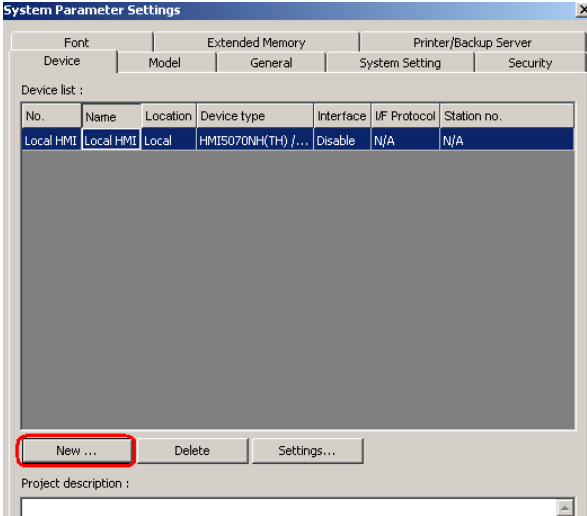 System Parameter Settings
Font Extended Memory Printer/Backup Server
Device Model General System Setting Security
Device list :
No. Name Location Device type Interface I/F Protocol Station no.
Local HMI Local HMI Local HMI5070NH(TH) /... Disable N/A N/A
New ... Delete Settings...
Project description :